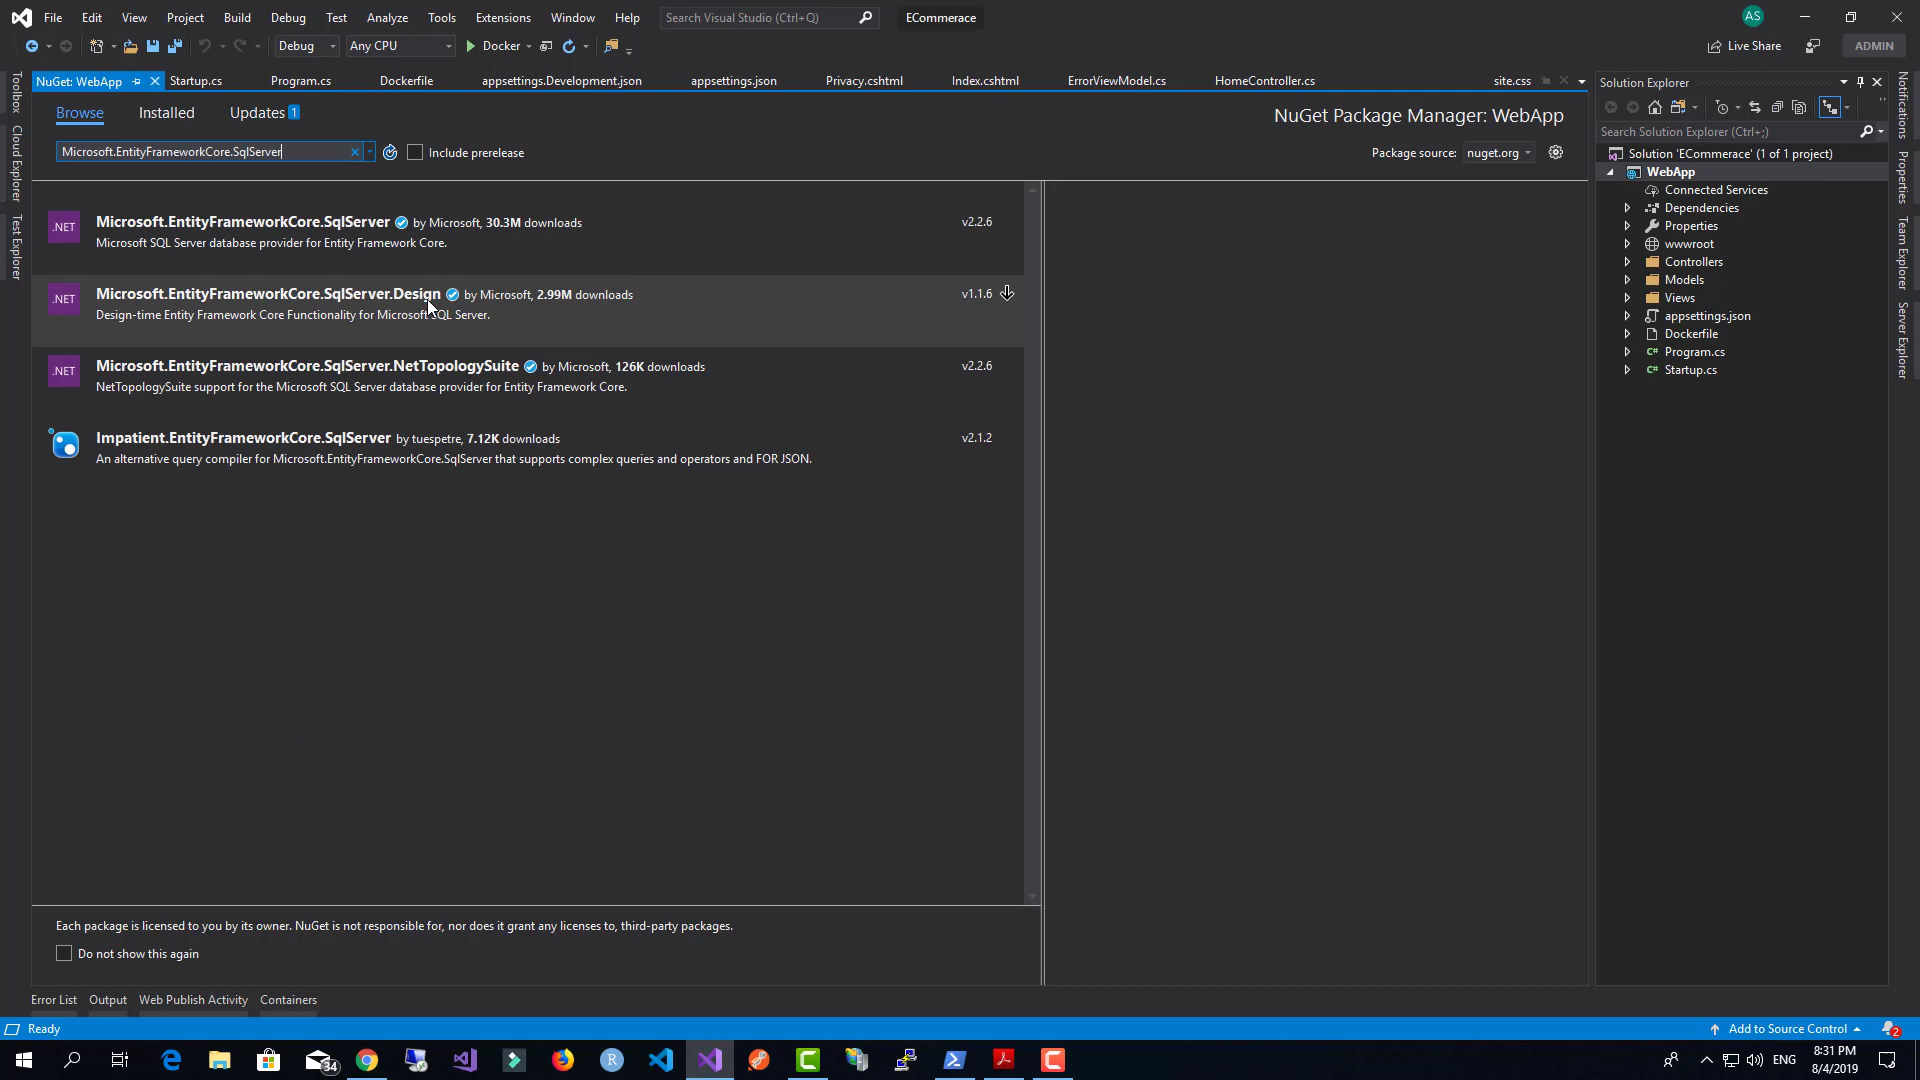 File Edit View Project Build Debug Test Analyze Tools Extensions Window Help Search Visual Studio (Ctrl+Q) ECommerace AS
Debug Any CPU Docker Live Share ADMIN
NuGet: WebApp Startup.cs Program.cs Dockerfile appsettings.Development.json appsettings.json Privacy.cshtml Index.cshtml ErrorViewModel.cs HomeController.cs site.css
Toolbox
Cloud Explorer
Test Explorer
Browse Installed Updates 1
NuGet Package Manager: WebApp
Microsoft.EntityFrameworkCore.SqlServer Include prerelease
Package source: nuget.org
.NET Microsoft.EntityFrameworkCore.SqlServer by Microsoft, 30.3M downloads v2.2.6
Microsoft SQL Server database provider for Entity Framework Core.
.NET Microsoft.EntityFrameworkCore.SqlServer.Design by Microsoft, 2.99M downloads v1.1.6
Design-time Entity Framework Core Functionality for Microsoft SQL Server.
.NET Microsoft.EntityFrameworkCore.SqlServer.NetTopologySuite by Microsoft, 126K downloads v2.2.6
NetTopologySuite support for the Microsoft SQL Server database provider for Entity Framework Core.
Impatient.EntityFrameworkCore.SqlServer by tuespetre, 7.12K downloads v2.1.2
An alternative query compiler for Microsoft.EntityFrameworkCore.SqlServer that supports complex queries and operators and FOR JSON.
Each package is licensed to you by its owner. NuGet is not responsible for, nor does it grant any licenses to, third-party packages.
Do not show this again
Solution Explorer
Search Solution Explorer (Ctrl+;)
Solution 'ECommerace' (1 of 1 project)
WebApp
Connected Services
Dependencies
Properties
wwwroot
Controllers
Models
Views
appsettings.json
Dockerfile
Program.cs
Startup.cs
Notifications
Properties
Team Explorer
Server Explorer
Error List Output Web Publish Activity Containers
Ready Add to Source Control 2
34 R ENG 8:31 PM
8/4/2019